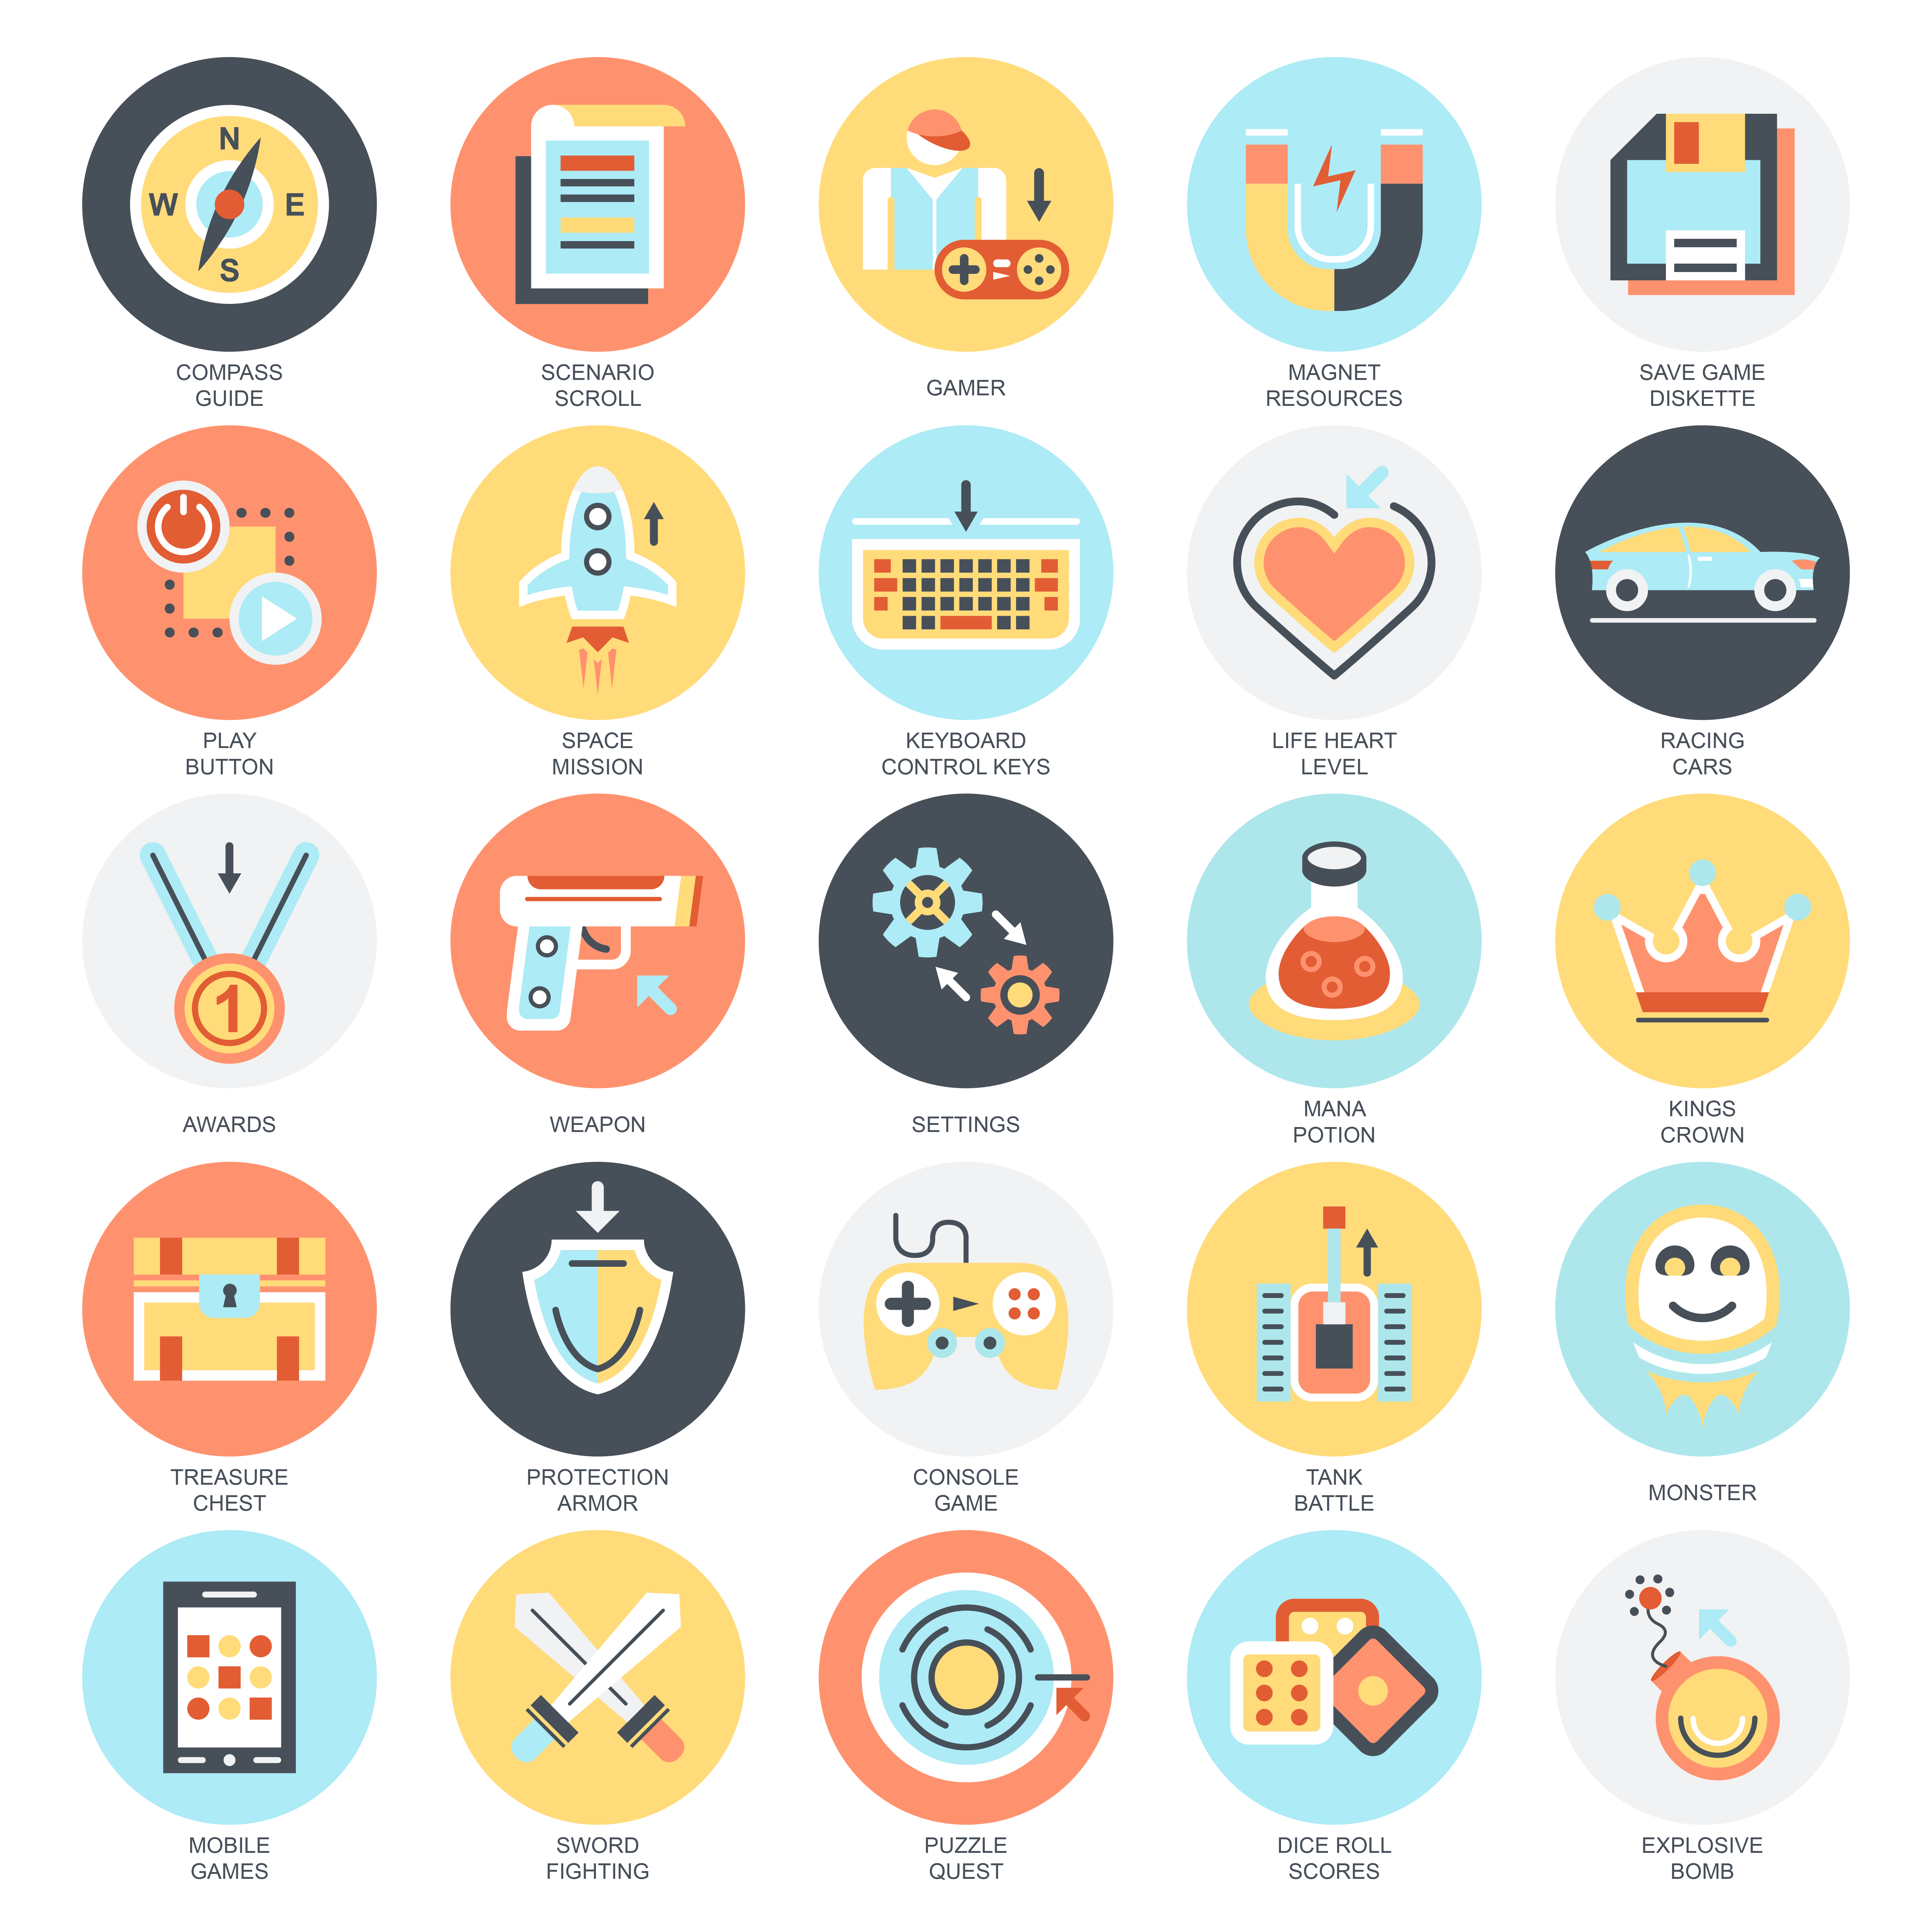 N
W E
S
COMPASS
GUIDE
SCENARIO
SCROLL
GAMER
MAGNET
RESOURCES
SAVE GAME
DISKETTE
PLAY
BUTTON
SPACE
MISSION
KEYBOARD
CONTROL KEYS
LIFE HEART
LEVEL
RACING
CARS
1
AWARDS
WEAPON
SETTINGS
MANA
POTION
KINGS
CROWN
TREASURE
CHEST
PROTECTION
ARMOR
CONSOLE
GAME
TANK
BATTLE
MONSTER
MOBILE
GAMES
SWORD
FIGHTING
PUZZLE
QUEST
DICE ROLL
SCORES
EXPLOSIVE
BOMB